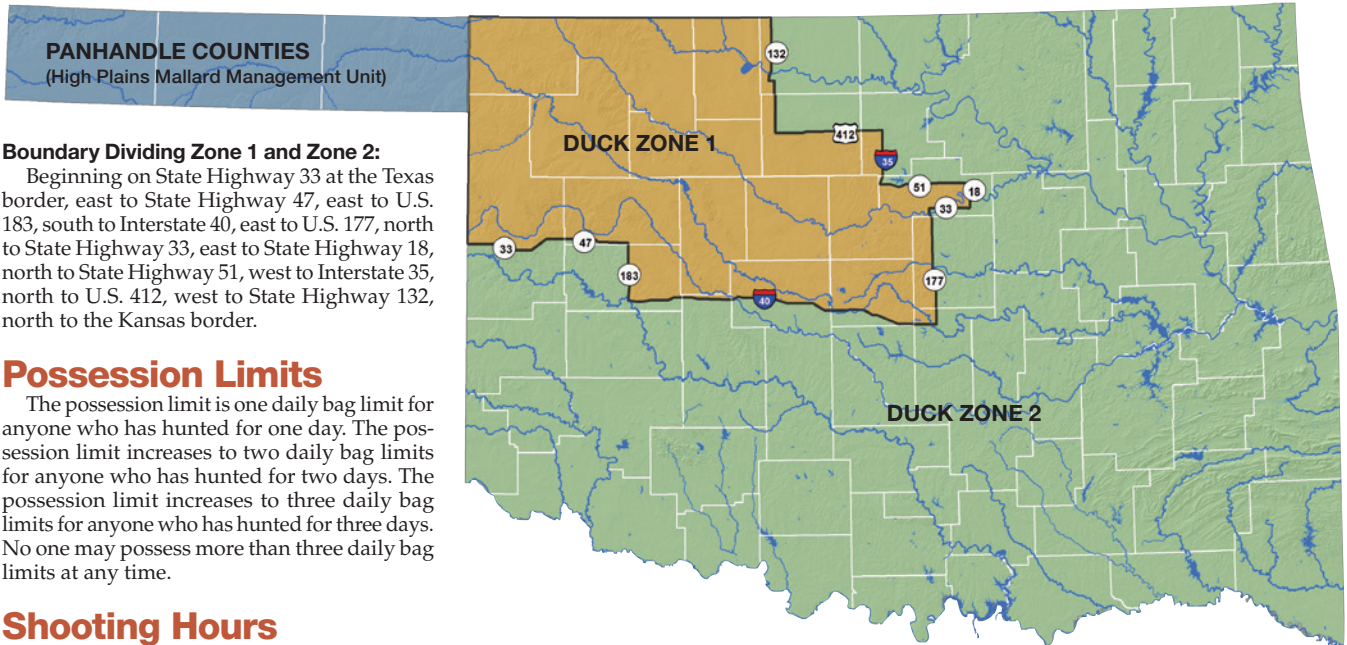 PANHANDLE COUNTIES
(High Plains Mallard Management Unit)
132
DUCK ZONE 1
412
35
51
18
33
33
47
183
177
40
DUCK ZONE 2
Boundary Dividing Zone 1 and Zone 2:
Beginning on State Highway 33 at the Texas
border, east to State Highway 47, east to U.S.
183, south to Interstate 40, east to U.S. 177, north
to State Highway 33, east to State Highway 18,
north to State Highway 51, west to Interstate 35,
north to U.S. 412, west to State Highway 132,
north to the Kansas border.
Possession Limits
The possession limit is one daily bag limit for
anyone who has hunted for one day. The pos-
session limit increases to two daily bag limits
for anyone who has hunted for two days. The
possession limit increases to three daily bag
limits for anyone who has hunted for three days.
No one may possess more than three daily bag
limits at any time.
Shooting Hours